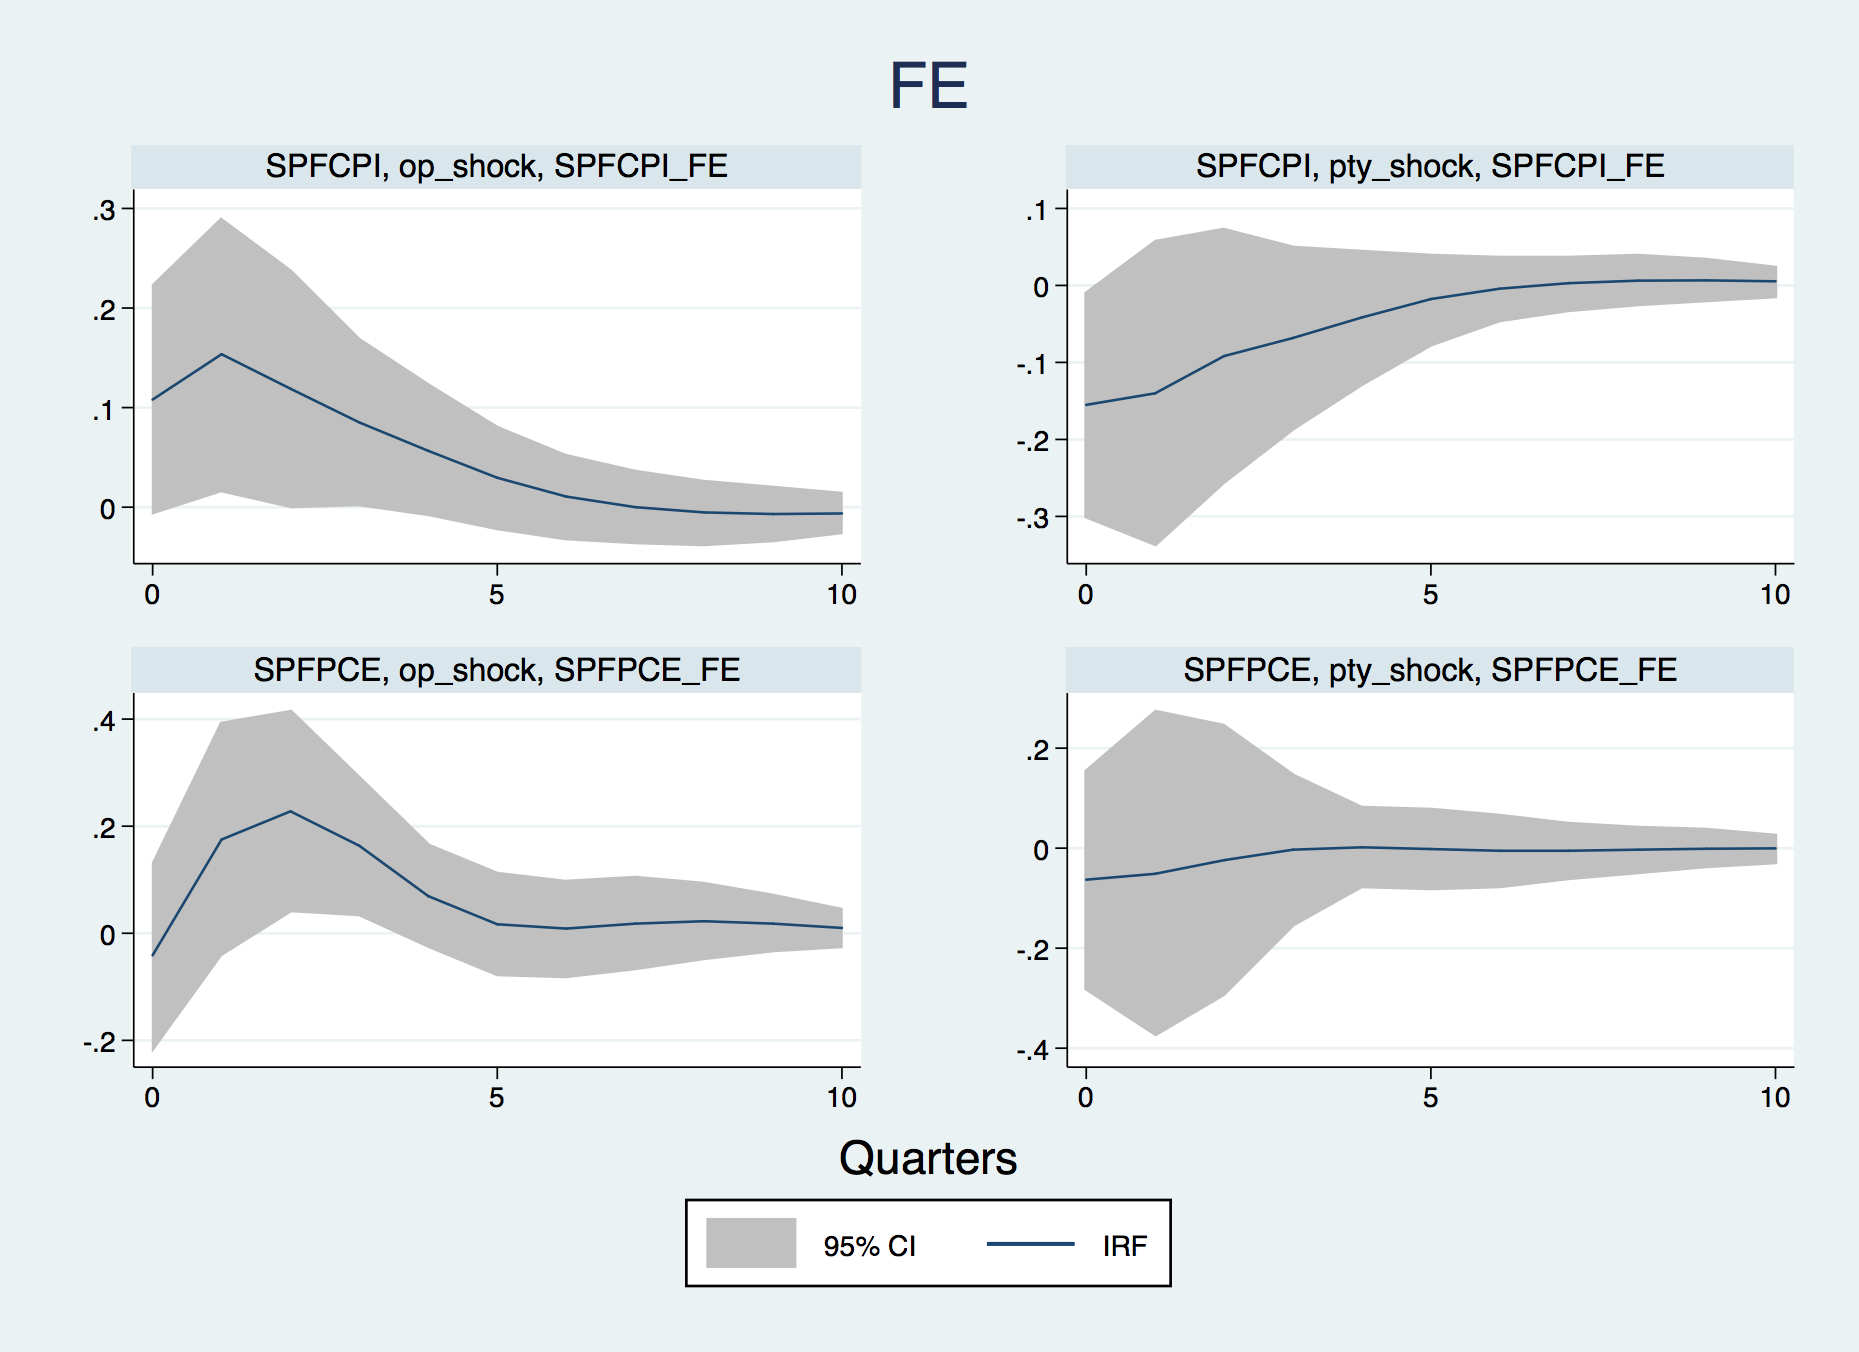 FE
SPFCPI, op_shock, SPFCPI_FE
.3
.2
.1
0
0 5 10
SPFCPI, pty_shock, SPFCPI_FE
.1
0
-.1
-.2
-.3
0 5 10
SPFPCE, op_shock, SPFPCE_FE
.4
.2
0
-.2
0 5 10
SPFPCE, pty_shock, SPFPCE_FE
.2
0
-.2
-.4
0 5 10
Quarters
95% CI IRF